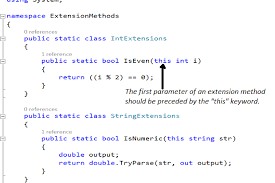 using System;
namespace ExtensionMethods
{
0 references
public static class IntExtensions
{
1 reference
public static bool IsEven(this int i)
{
return ((i % 2) == 0);
}
}
The first parameter of an extension method
should be preceded by the "this" keyword.
0 references
public static class StringExtensions
{
1 reference
public static bool IsNumeric(this string str)
{
double output;
return double.TryParse(str, out output);
}
}